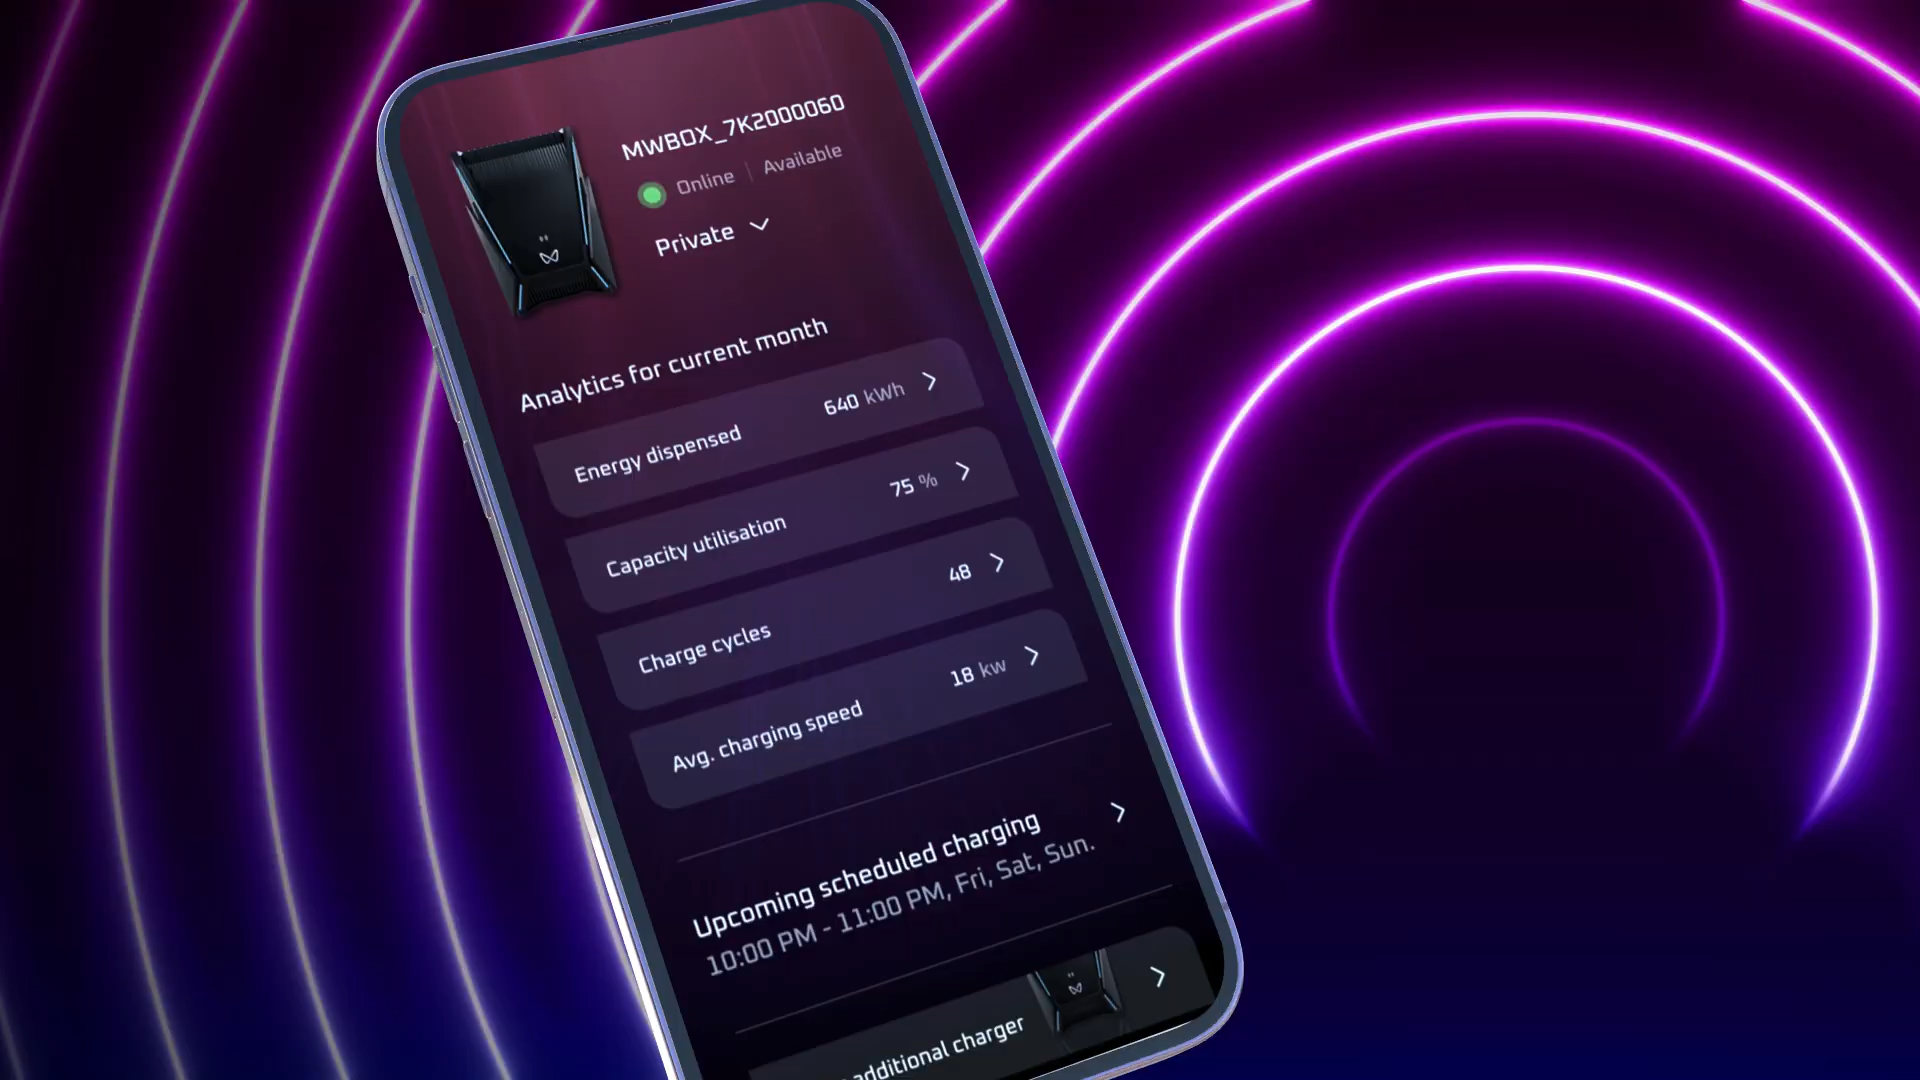 MWBOX_7K2000060
Online | Available
Private
Analytics for current month
Energy dispensed 640 kWh
Capacity utilisation 75 %
Charge cycles 48
Avg. charging speed 18 kw
Upcoming scheduled charging
10:00 PM - 11:00 PM, Fri, Sat, Sun.
additional charger